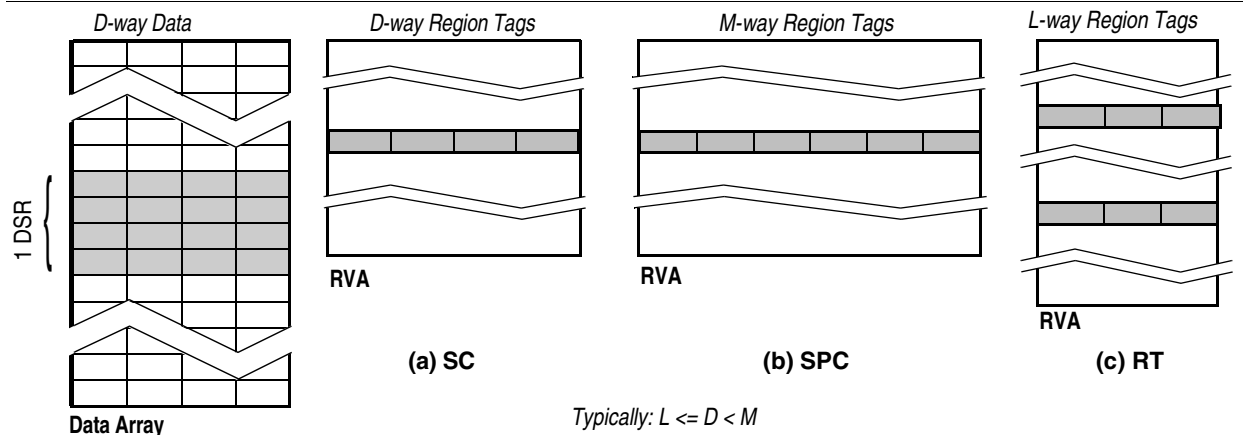 D-way Data
D-way Region Tags
M-way Region Tags
L-way Region Tags
1 DSR
RVA
RVA
RVA
(a) SC
(b) SPC
(c) RT
Data Array
Typically: L <= D < M